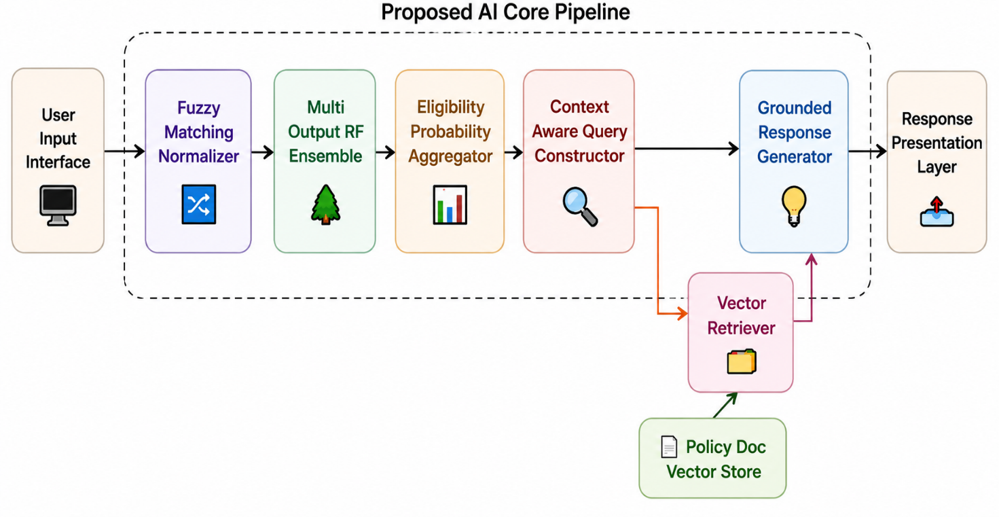 Proposed AI Core Pipeline
User
Input
Interface
Fuzzy
Matching
Normalizer
Multi
Output RF
Ensemble
Eligibility
Probability
Aggregator
Context
Aware Query
Constructor
Grounded
Response
Generator
Response
Presentation
Layer
Vector
Retriever
Policy Doc
Vector Store